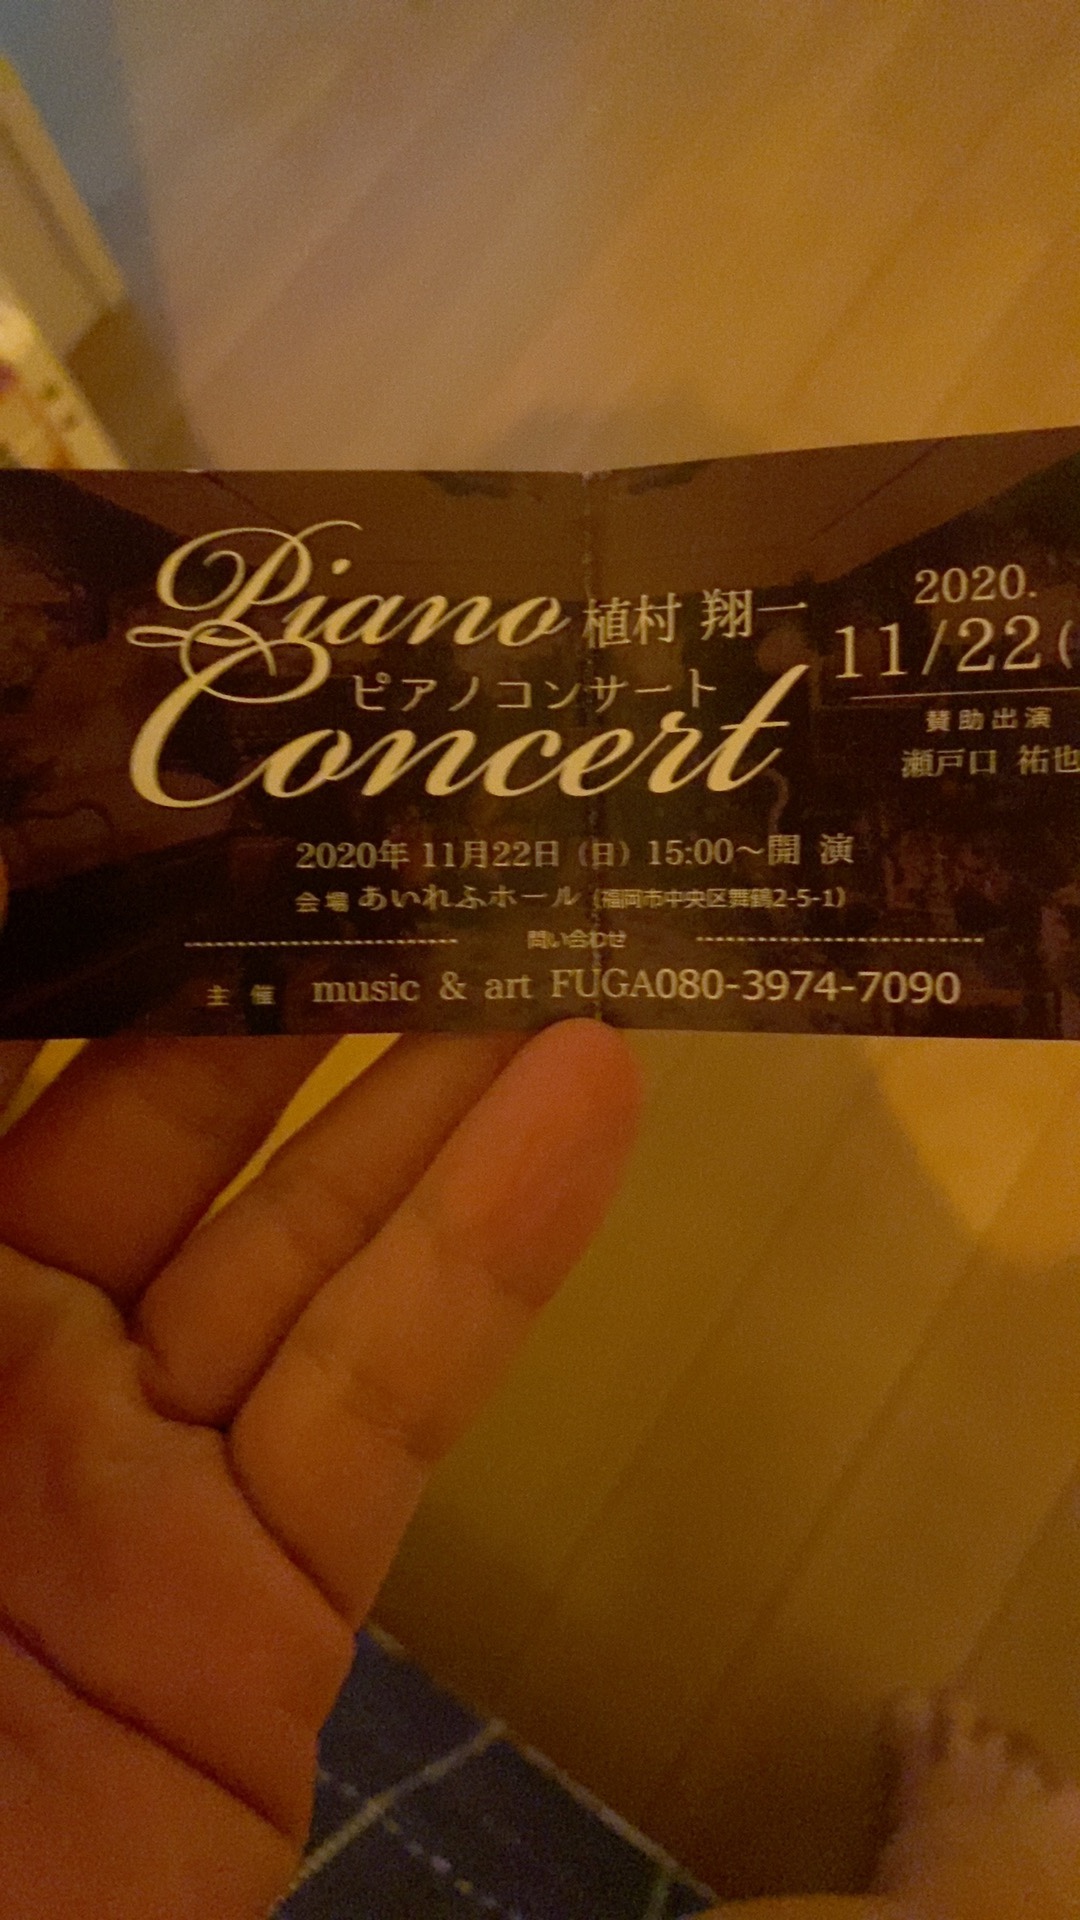 Piano
植村 翔一
ピアノコンサート
Concert
2020.
11/22(
賛助出演
瀬戸口 祐也
2020年 11月22日(日) 15:00～開 演
会場 あいれふホール (福岡市中央区舞鶴2-5-1)
問い合わせ
主 催 music & art FUGA080-3974-7090